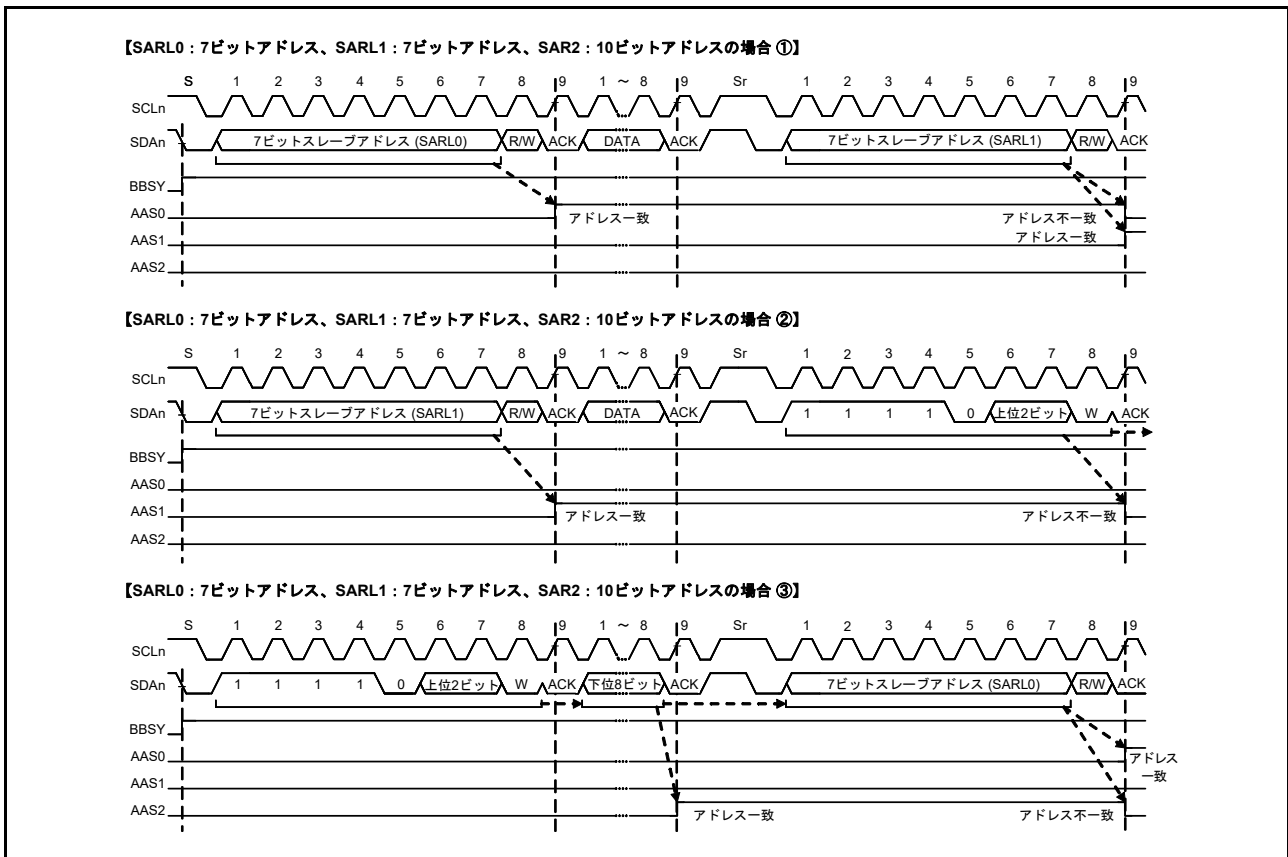 【SARL0：7ビットアドレス、SARL1：7ビットアドレス、SAR2：10ビットアドレスの場合 ①】
S 1 2 3 4 5 6 7 8 9 1 ～ 8 9 Sr 1 2 3 4 5 6 7 8 9
SCLn
SDAn 7ビットスレーブアドレス (SARL0) R/W ACK DATA ACK 7ビットスレーブアドレス (SARL1) R/W ACK
BBSY
AAS0 アドレス一致 アドレス不一致
AAS1 アドレス一致
AAS2
【SARL0：7ビットアドレス、SARL1：7ビットアドレス、SAR2：10ビットアドレスの場合 ②】
S 1 2 3 4 5 6 7 8 9 1 ～ 8 9 Sr 1 2 3 4 5 6 7 8 9
SCLn
SDAn 7ビットスレーブアドレス (SARL1) R/W ACK DATA ACK 1 1 1 1 0 上位2ビット W ACK
BBSY
AAS0
AAS1 アドレス一致 アドレス不一致
AAS2
【SARL0：7ビットアドレス、SARL1：7ビットアドレス、SAR2：10ビットアドレスの場合 ③】
S 1 2 3 4 5 6 7 8 9 1 ～ 8 9 Sr 1 2 3 4 5 6 7 8 9
SCLn
SDAn 1 1 1 1 0 上位2ビット W ACK 下位8ビット ACK 7ビットスレーブアドレス (SARL0) R/W ACK
BBSY
AAS0 アドレス
一致
AAS1
AAS2 アドレス一致 アドレス不一致